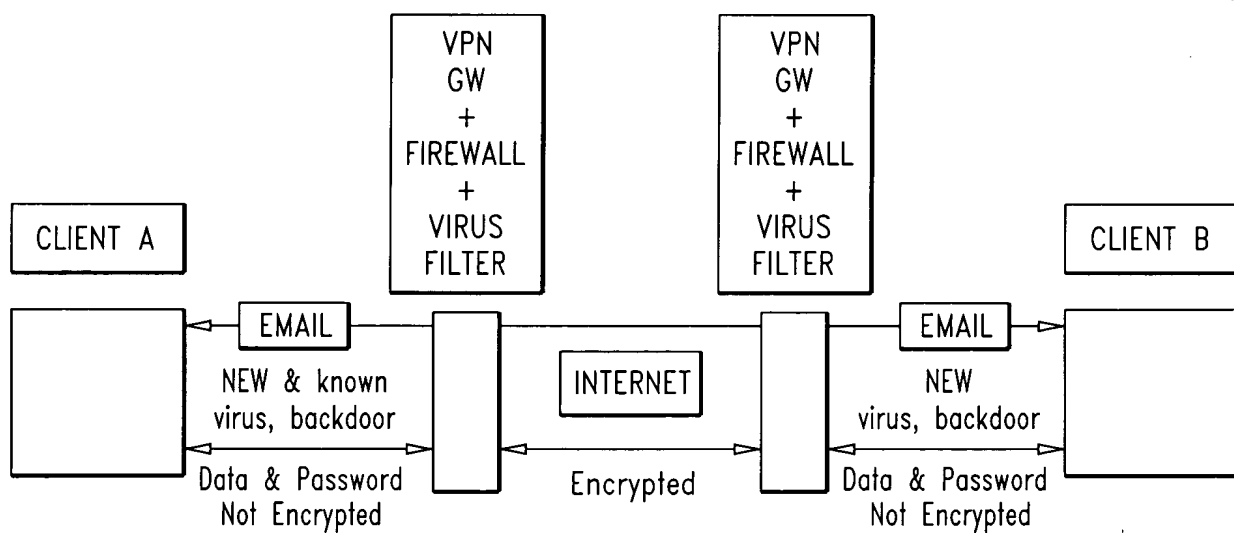 VPN
GW
+
FIREWALL
+
VIRUS
FILTER
VPN
GW
+
FIREWALL
+
VIRUS
FILTER
CLIENT A
CLIENT B
EMAIL
EMAIL
NEW & known
virus, backdoor
INTERNET
NEW
virus, backdoor
Data & Password
Not Encrypted
Encrypted
Data & Password
Not Encrypted